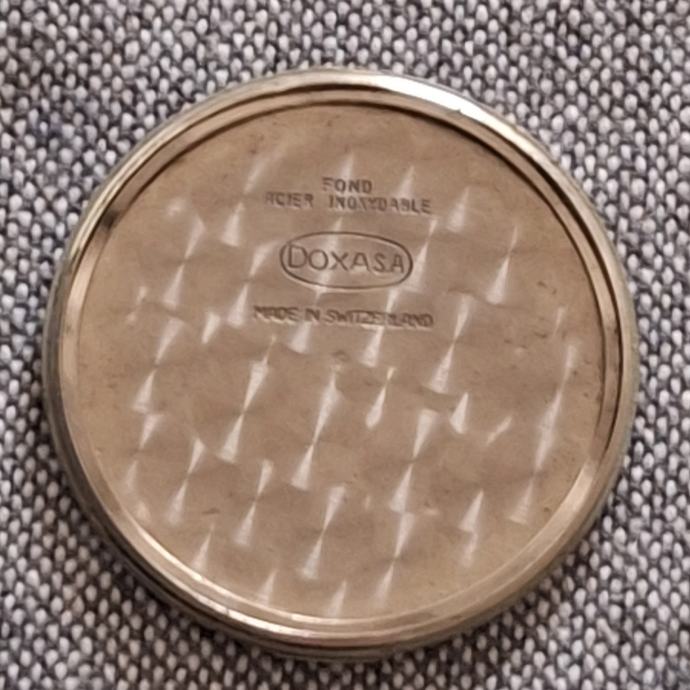 FOND
ACIER INOXYDABLE
DOXA S.A
MADE IN SWITZERLAND